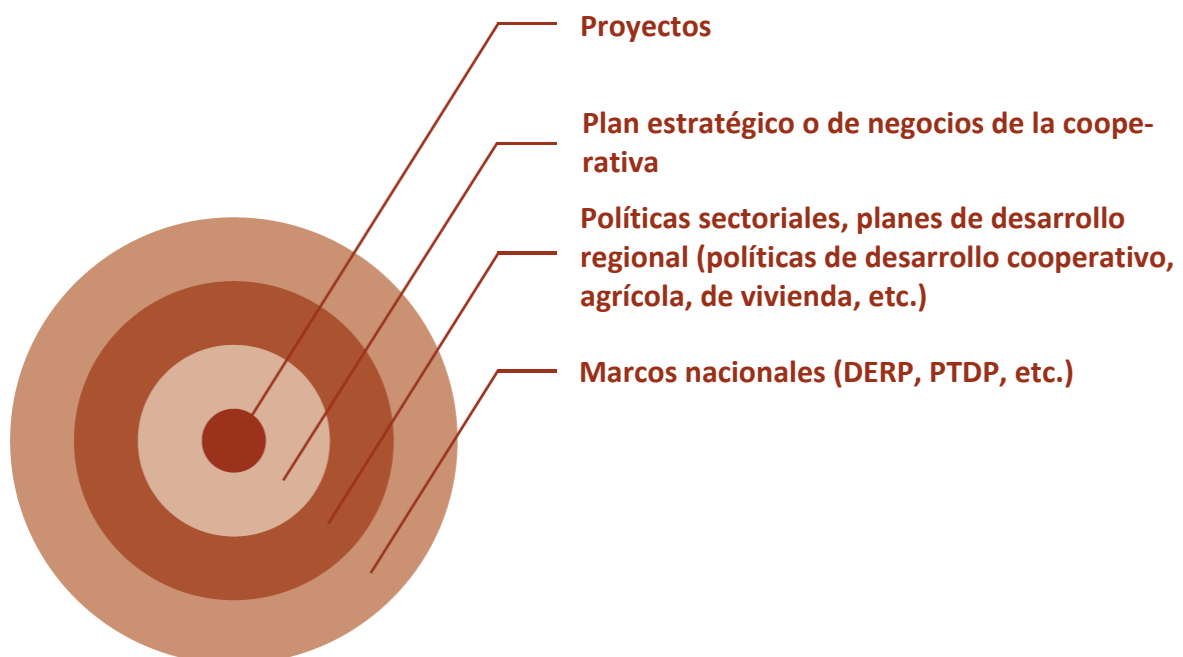 Proyectos
Plan estratégico o de negocios de la coope-
rativa
Políticas sectoriales, planes de desarrollo
regional (políticas de desarrollo cooperativo,
agrícola, de vivienda, etc.)
Marcos nacionales (DERP, PTDP, etc.)